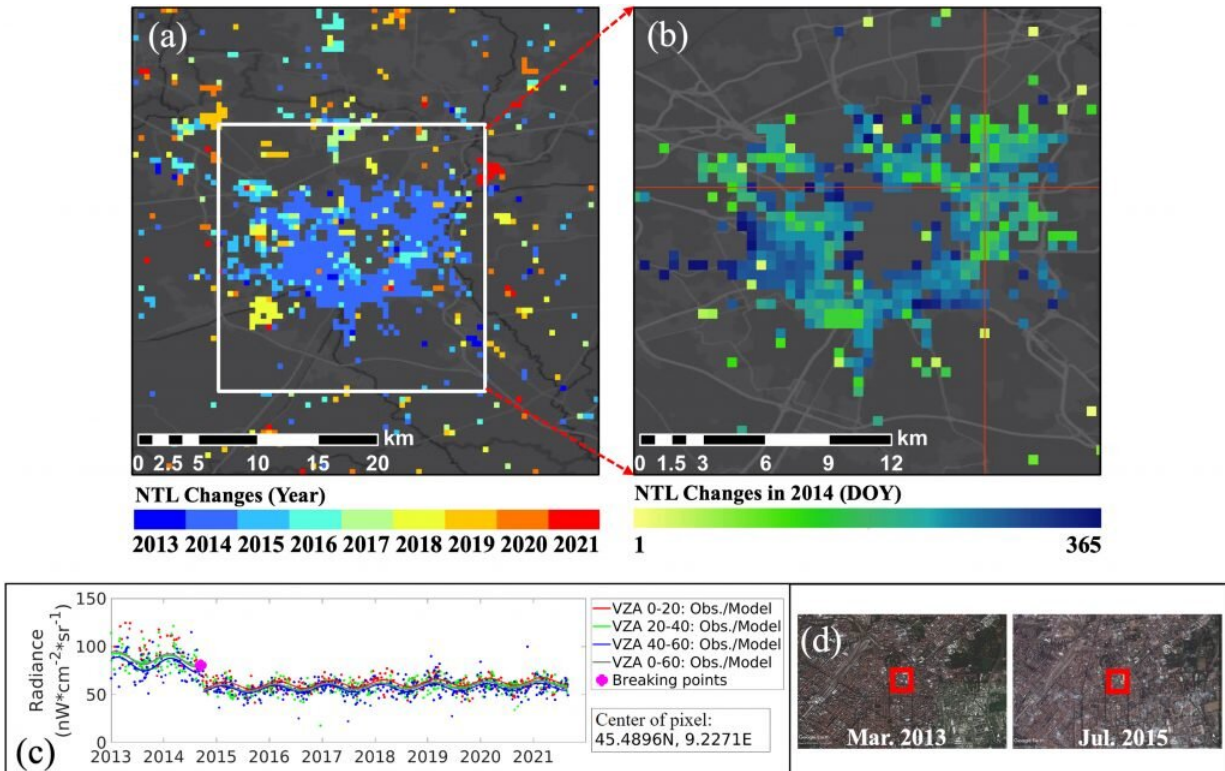 (a)
km
0 2.5 5 10 15 20
NTL Changes (Year)
2013 2014 2015 2016 2017 2018 2019 2020 2021
(b)
km
0 1.5 3 6 9 12
NTL Changes in 2014 (DOY)
1 365
(c)
Radiance
(nW*cm⁻²*sr⁻¹)
150
100
50
0
2013 2014 2015 2016 2017 2018 2019 2020 2021
VZA 0-20: Obs./Model
VZA 20-40: Obs./Model
VZA 40-60: Obs./Model
VZA 0-60: Obs./Model
Breaking points
Center of pixel:
45.4896N, 9.2271E
(d)
Mar. 2013
Google Earth
Jul. 2015
Google Earth